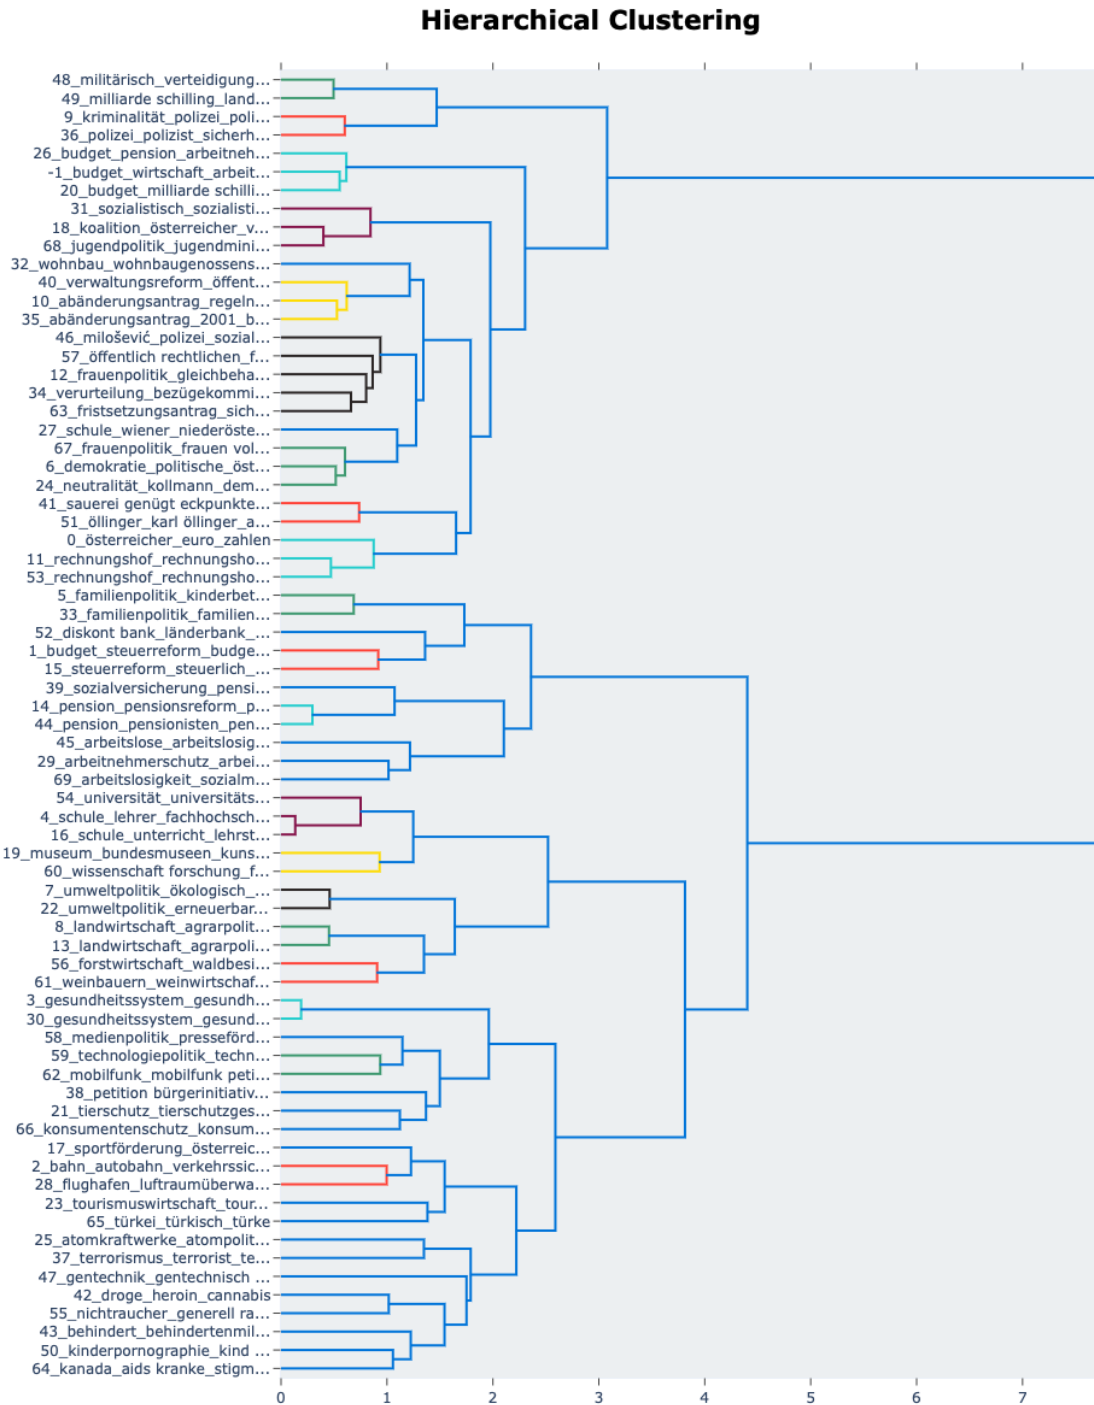 Hierarchical Clustering
48_militärisch_verteidigung...
49_milliarde schilling_land...
9_kriminalität_polizei_poli...
36_polizei_polizist_sicherh...
26_budget_pension_arbeitneh...
-1_budget_wirtschaft_arbeit...
20_budget_milliarde schilli...
31_sozialistisch_sozialisti...
18_koalition_österreicher_v...
68_jugendpolitik_jugendmini...
32_wohnbau_wohnbaugenossens...
40_verwaltungsreform_öffent...
10_abänderungsantrag_regeln...
35_abänderungsantrag_2001_b...
46_milošević_polizei_sozial...
57_öffentlich rechtlichen_f...
12_frauenpolitik_gleichbeha...
34_verurteilung_bezügekommi...
63_fristsetzungsantrag_sich...
27_schule_wiener_niederöste...
67_frauenpolitik_frauen vol...
6_demokratie_politische_öst...
24_neutralität_kollmann_dem...
41_sauerei genügt eckpunkte...
51_öllinger_karl öllinger_a...
0_österreicher_euro_zahlen
11_rechnungshof_rechnungsho...
53_rechnungshof_rechnungsho...
5_familienpolitik_kinderbet...
33_familienpolitik_familien...
52_diskont bank_länderbank_...
1_budget_steuerreform_budge...
15_steuerreform_steuerlich_...
39_sozialversicherung_pensi...
14_pension_pensionsreform_p...
44_pension_pensionisten_pen...
45_arbeitslose_arbeitslosig...
29_arbeitnehmerschutz_arbei...
69_arbeitslosigkeit_sozialm...
54_universität_universitäts...
4_schule_lehrer_fachhochsch...
16_schule_unterricht_lehrst...
19_museum_bundesmuseen_kuns...
60_wissenschaft forschung_f...
7_umweltpolitik_ökologisch_...
22_umweltpolitik_erneuerbar...
8_landwirtschaft_agrarpolit...
13_landwirtschaft_agrarpoli...
56_forstwirtschaft_waldbesi...
61_weinbauern_weinwirtschaf...
3_gesundheitssystem_gesundh...
30_gesundheitssystem_gesund...
58_medienpolitik_presseförd...
59_technologiepolitik_techn...
62_mobilfunk_mobilfunk peti...
38_petition bürgerinitiativ...
21_tierschutz_tierschutzges...
66_konsumentenschutz_konsum...
17_sportförderung_österreic...
2_bahn_autobahn_verkehrssic...
28_flughafen_luftraumüberwa...
23_tourismuswirtschaft_tour...
65_türkei_türkisch_türke
25_atomkraftwerke_atompolit...
37_terrorismus_terrorist_te...
47_gentechnik_gentechnisch ...
42_droge_heroin_cannabis
55_nichtraucher_generell ra...
43_behindert_behindertenmil...
50_kinderpornographie_kind ...
64_kanada_aids kranke_stigm...
0 1 2 3 4 5 6 7